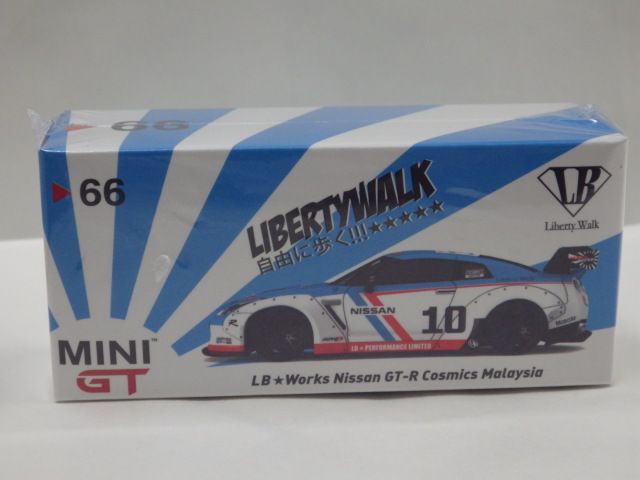 66
66
LIBERTYWALK
自由に歩く!!!★★★★★
LB
Liberty Walk
NISSAN
10
LB★PERFORMANCE LIMITED
MINI™
GT
LB★Works Nissan GT-R Cosmics Malaysia